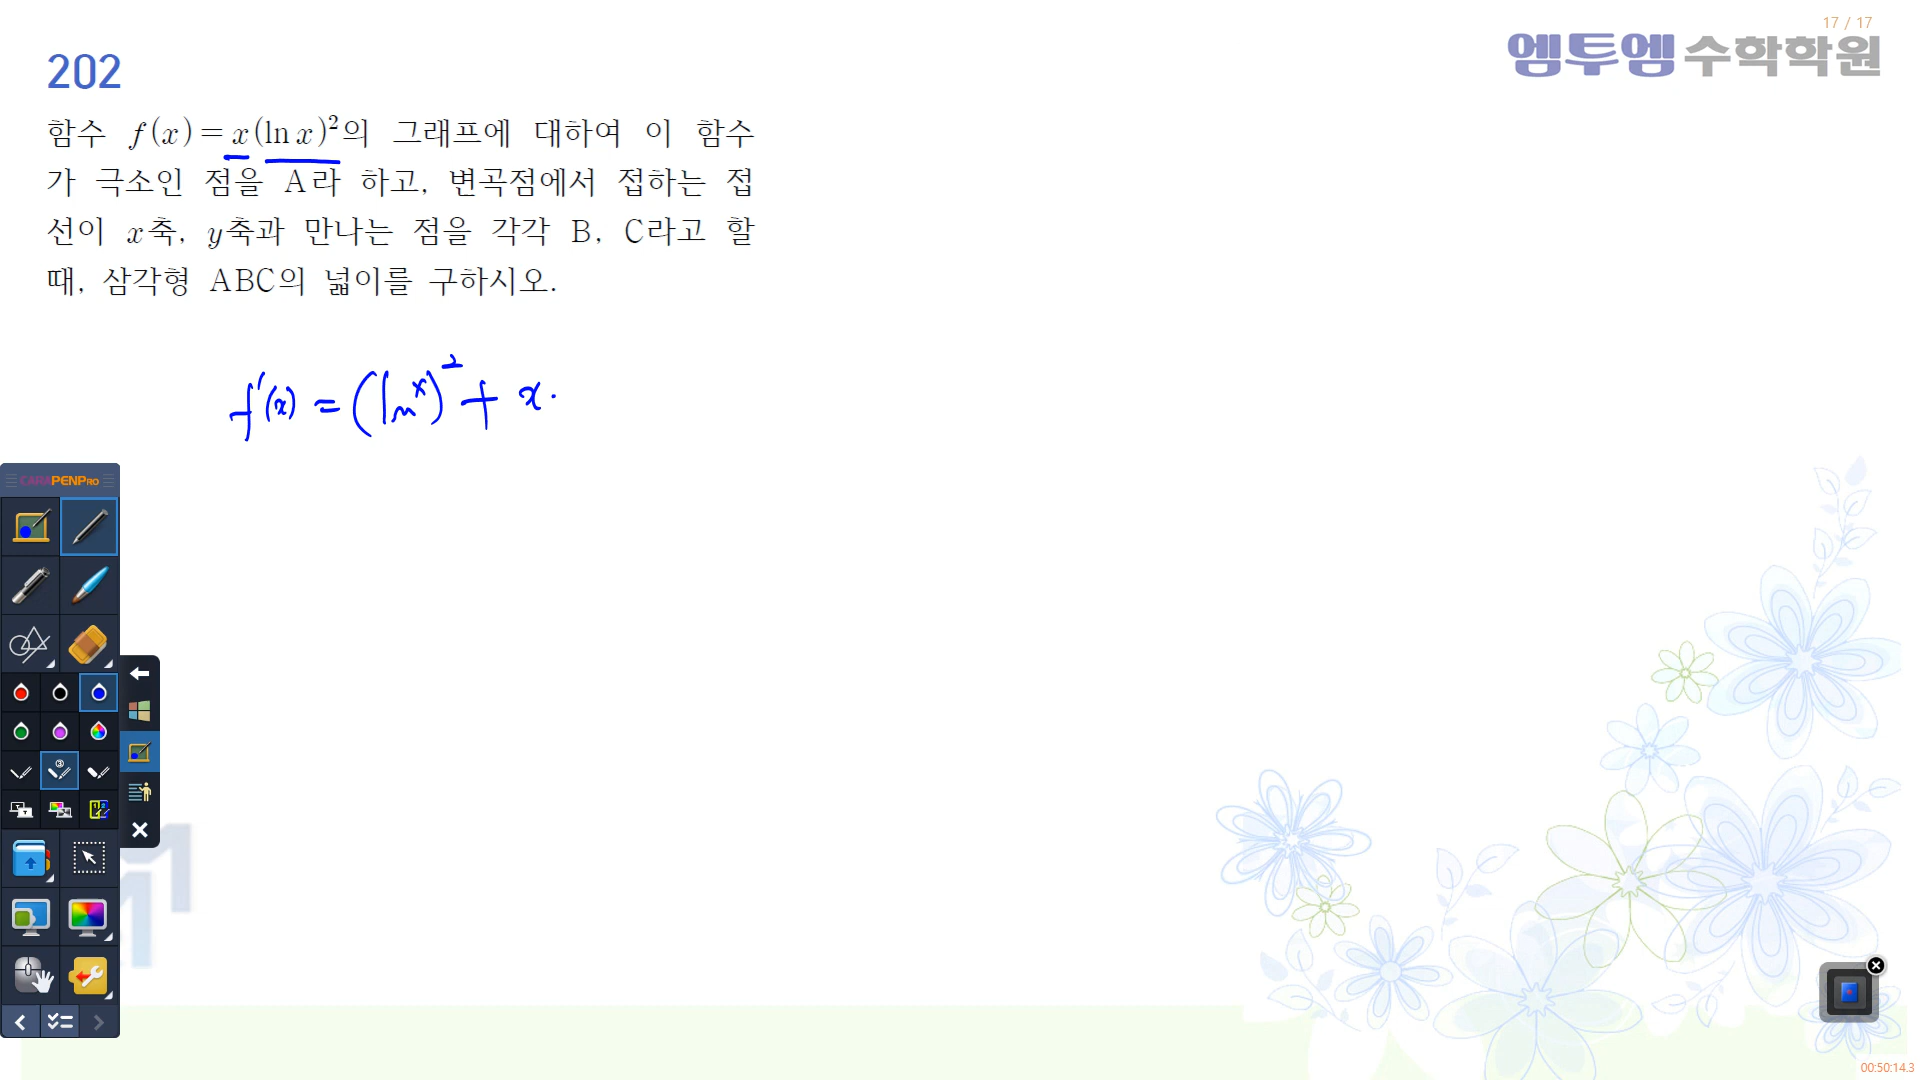 17 / 17
엠투엠 수학학원
202
함수 f(x)=x(ln x)²의 그래프에 대하여 이 함수
가 극소인 점을 A라 하고, 변곡점에서 접하는 접
선이 x축, y축과 만나는 점을 각각 B, C라고 할
때, 삼각형 ABC의 넓이를 구하시오.
f'(x) = (ln x)² + x·
CARAPENPRO
00:50:14.3